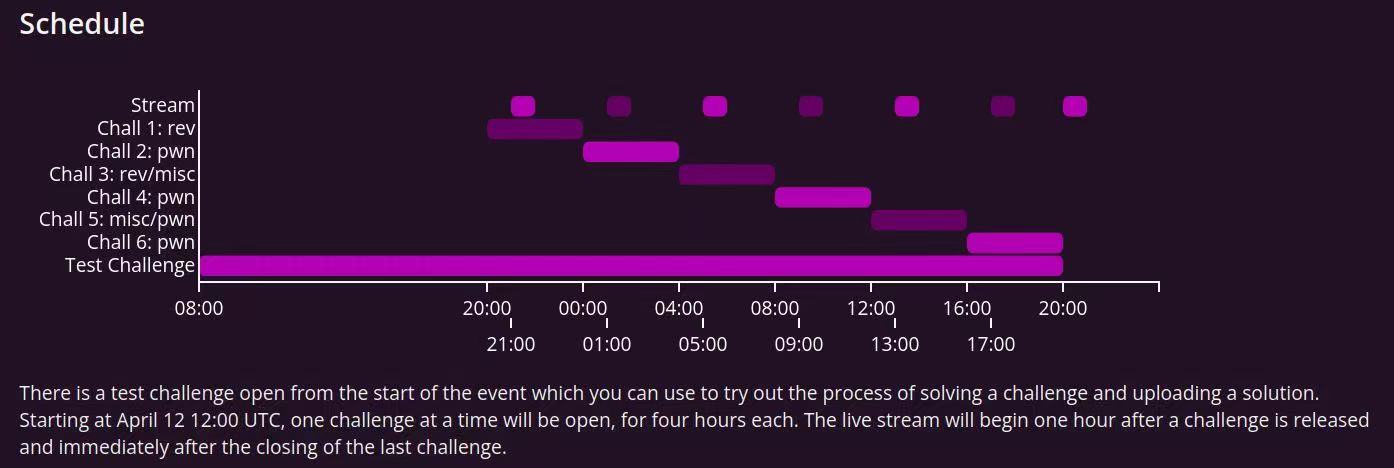 Schedule
Stream
Chall 1: rev
Chall 2: pwn
Chall 3: rev/misc
Chall 4: pwn
Chall 5: misc/pwn
Chall 6: pwn
Test Challenge
08:00 20:00 00:00 04:00 08:00 12:00 16:00 20:00
21:00 01:00 05:00 09:00 13:00 17:00
There is a test challenge open from the start of the event which you can use to try out the process of solving a challenge and uploading a solution.
Starting at April 12 12:00 UTC, one challenge at a time will be open, for four hours each. The live stream will begin one hour after a challenge is released
and immediately after the closing of the last challenge.